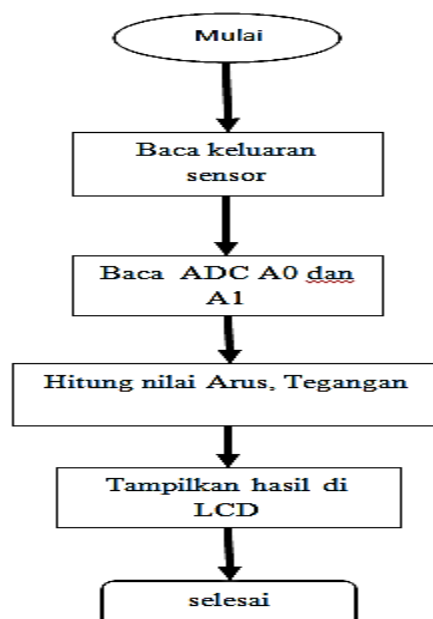 Mulai
Baca keluaran
sensor
Baca ADC A0 dan
A1
Hitung nilai Arus, Tegangan
Tampilkan hasil di
LCD
selesai